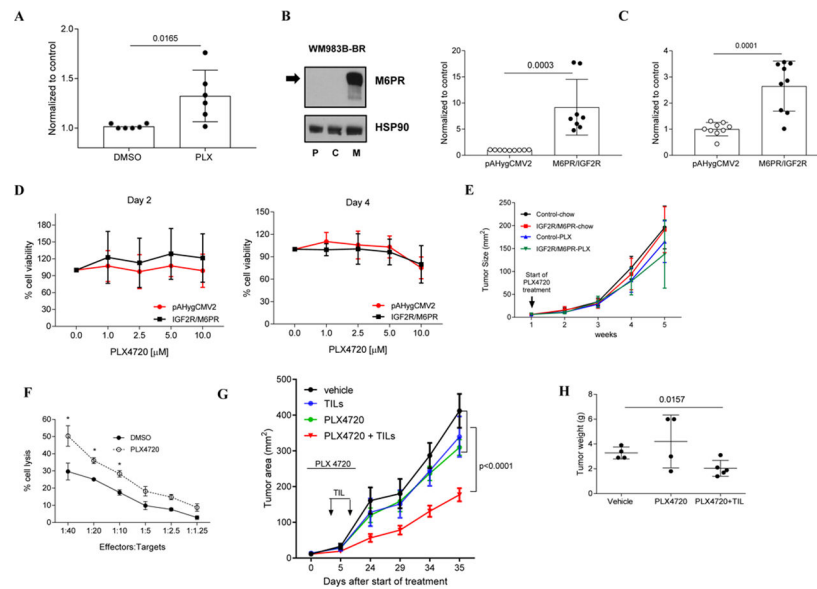 A
0.0165
Normalized to control
2.0
1.5
1.0
DMSO
PLX
B
WM983B-BR
M6PR
HSP90
P C M
0.0003
Normalized to control
20
15
10
5
0
pAHygCMV2
M6PR/IGF2R
C
0.0001
Normalized to control
4
3
2
1
0
pAHygCMV2
M6PR/IGF2R
D
Day 2
% cell viability
200
180
160
140
120
100
80
60
40
20
0
pAHygCMV2
IGF2R/M6PR
0.0 1.0 2.5 5.0 10.0
PLX4720 [µM]
Day 4
% cell viability
150
120
90
60
30
0
pAHygCMV2
IGF2R/M6PR
0.0 1.0 2.5 5.0 10.0
PLX4720 [µM]
E
Tumor Size (mm²)
250
200
150
100
50
Control-chow
IGF2R/M6PR-chow
Control-PLX
IGF2R/M6PR-PLX
Start of
PLX4720
treatment
1 2 3 4 5
weeks
F
% cell lysis
60
50
40
30
20
10
0
DMSO
PLX4720
* * *
1:40 1:20 1:10 1:5 1:2.5 1:1.25
Effectors:Targets
G
Tumor area (mm²)
500
400
300
200
100
0
vehicle
TILs
PLX4720
PLX4720 + TILs
PLX 4720
TIL
p<0.0001
0 5 24 29 34 35
Days after start of treatment
H
0.0157
Tumor weight (g)
8
6
4
2
0
Vehicle
PLX4720
PLX4720+TIL